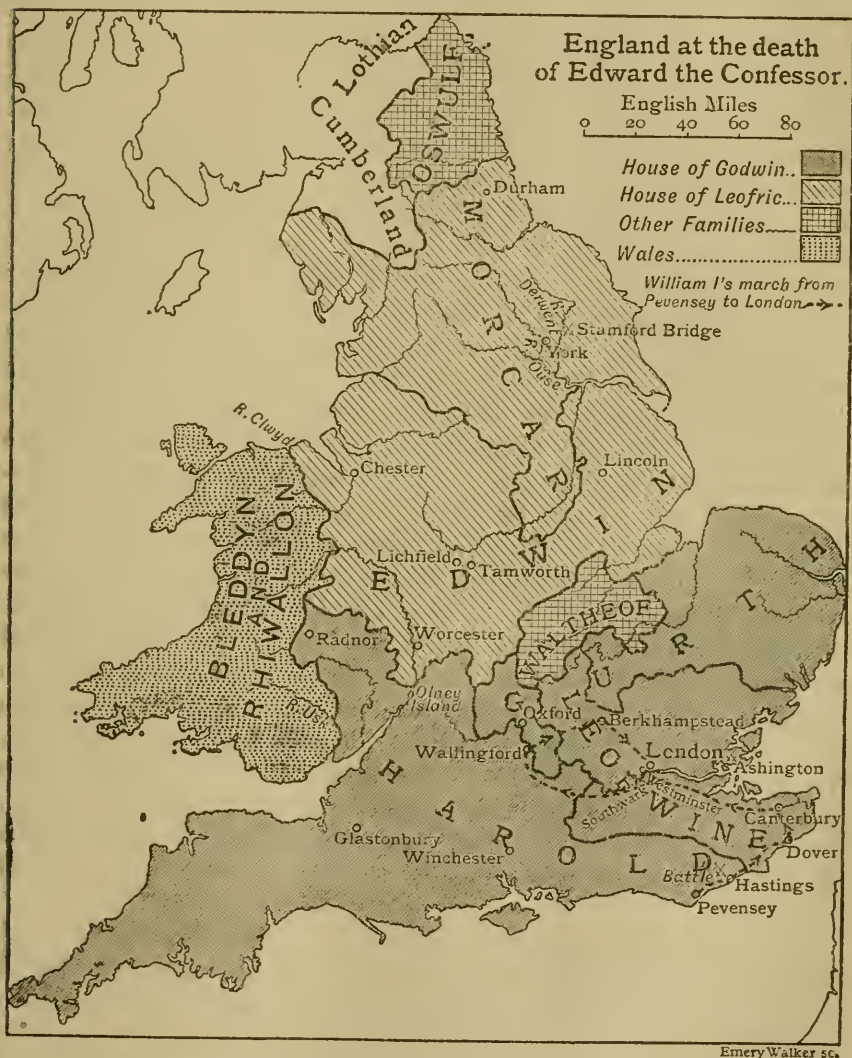 England at the death
of Edward the Confessor.
English Miles
0 20 40 60 80
House of Godwin..
House of Leofric...
Other Families
Wales
William I's march from
Pevensey to London
Lothian
Cumberland
OSWULF
Durham
MORCAR
R. Derwent
Stamford Bridge
York
R. Ouse
R. Clwyd
Chester
Lincoln
BLEDDYN
AND
RHIWALLON
Lichfield
Tamworth
EDWIN
WALTHEOF
GURTH
Radnor
Worcester
Olney
Island
R. Usk
Oxford
LEOFWINE
Berkhampstead
Wallingford
London
Ashington
Westminster
Southwark
Canterbury
HAROLD
Dover
Glastonbury
Winchester
Battle
Hastings
Pevensey
Emery Walker sc.